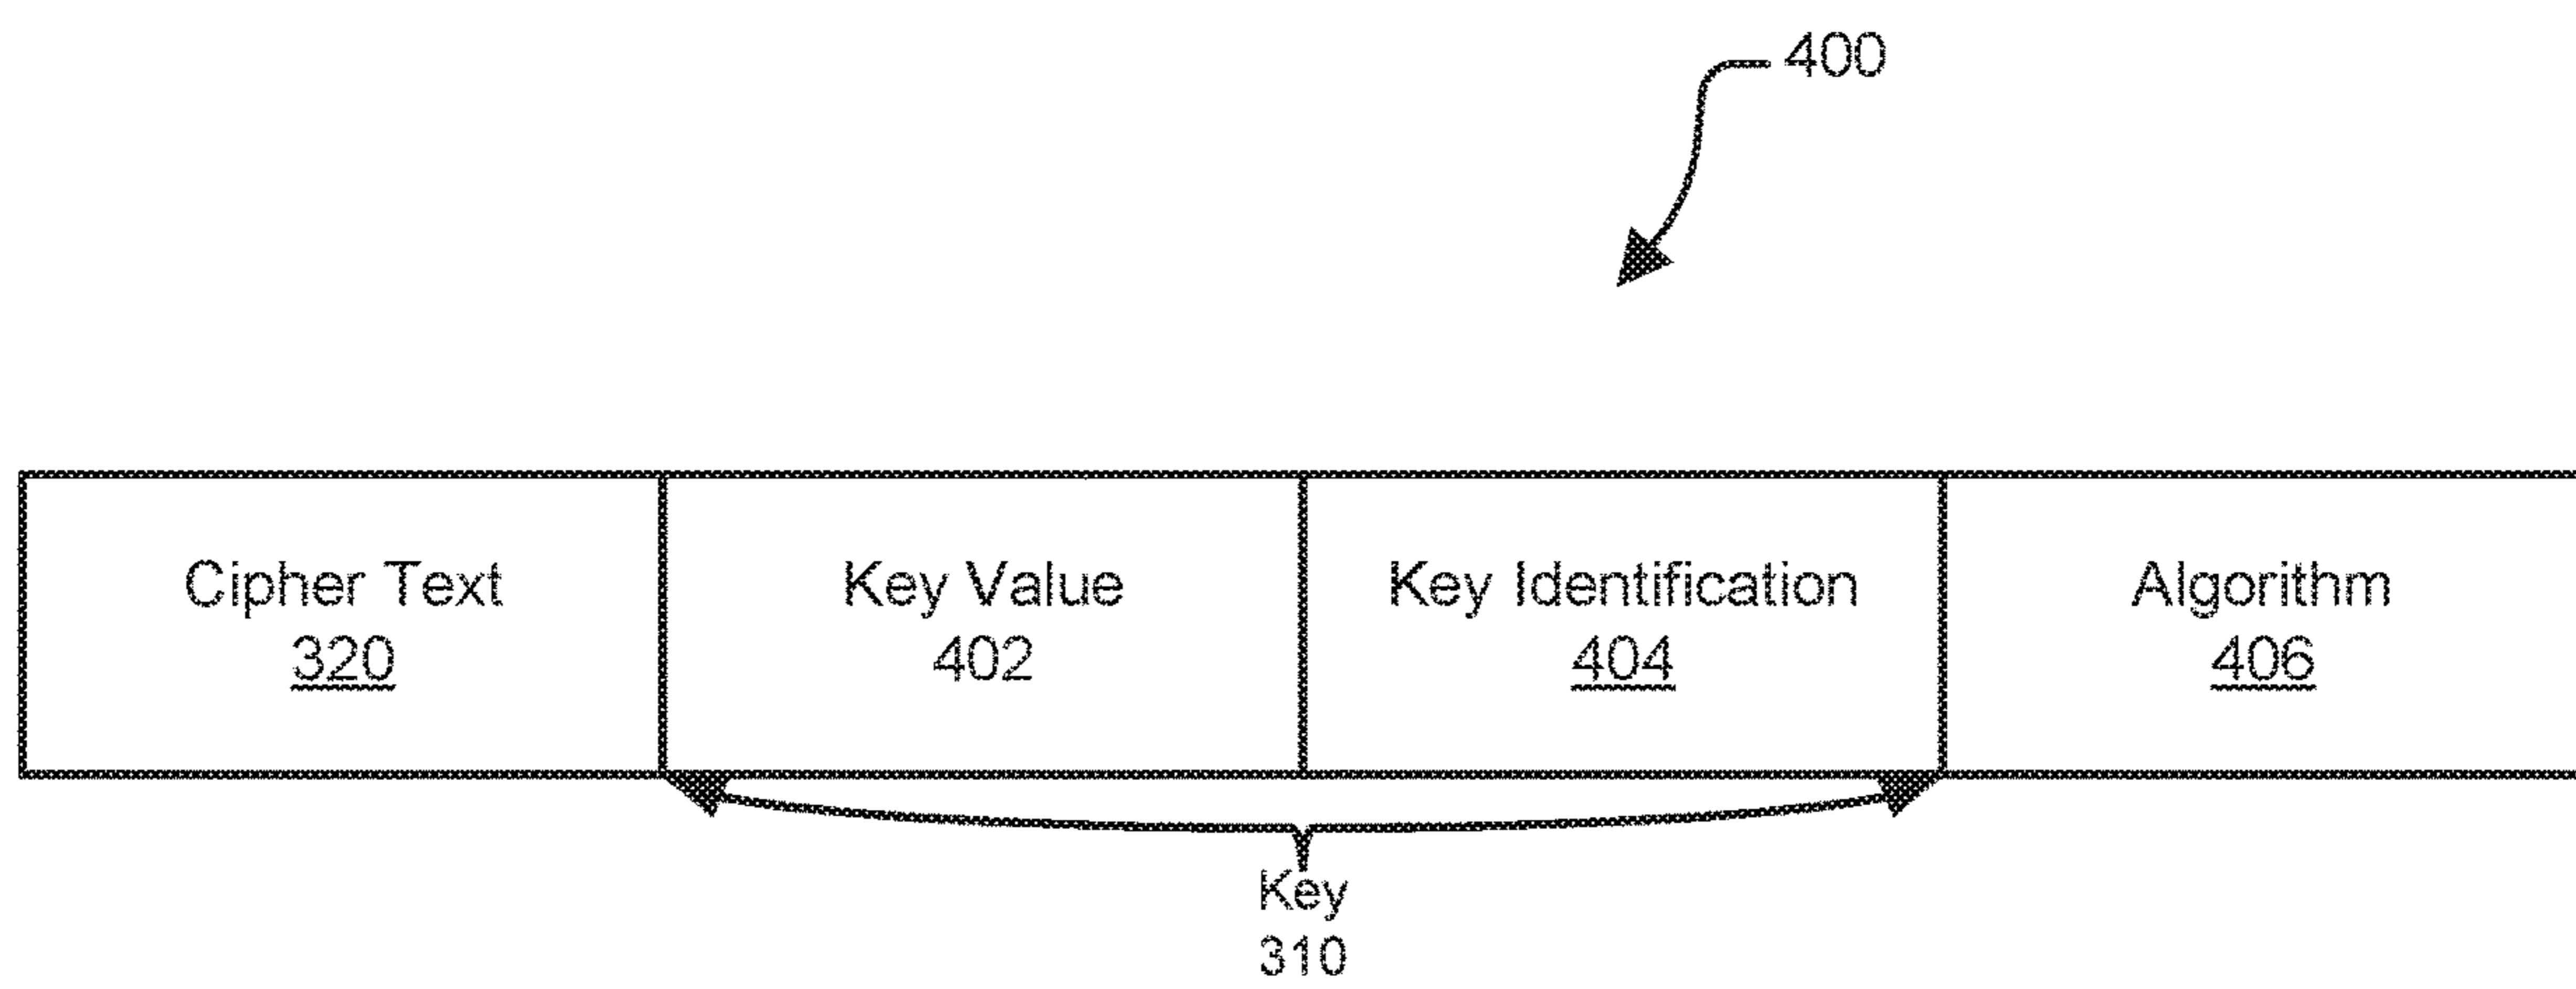 400
Cipher Text
320
Key Value
402
Key Identification
404
Algorithm
406
Key
310